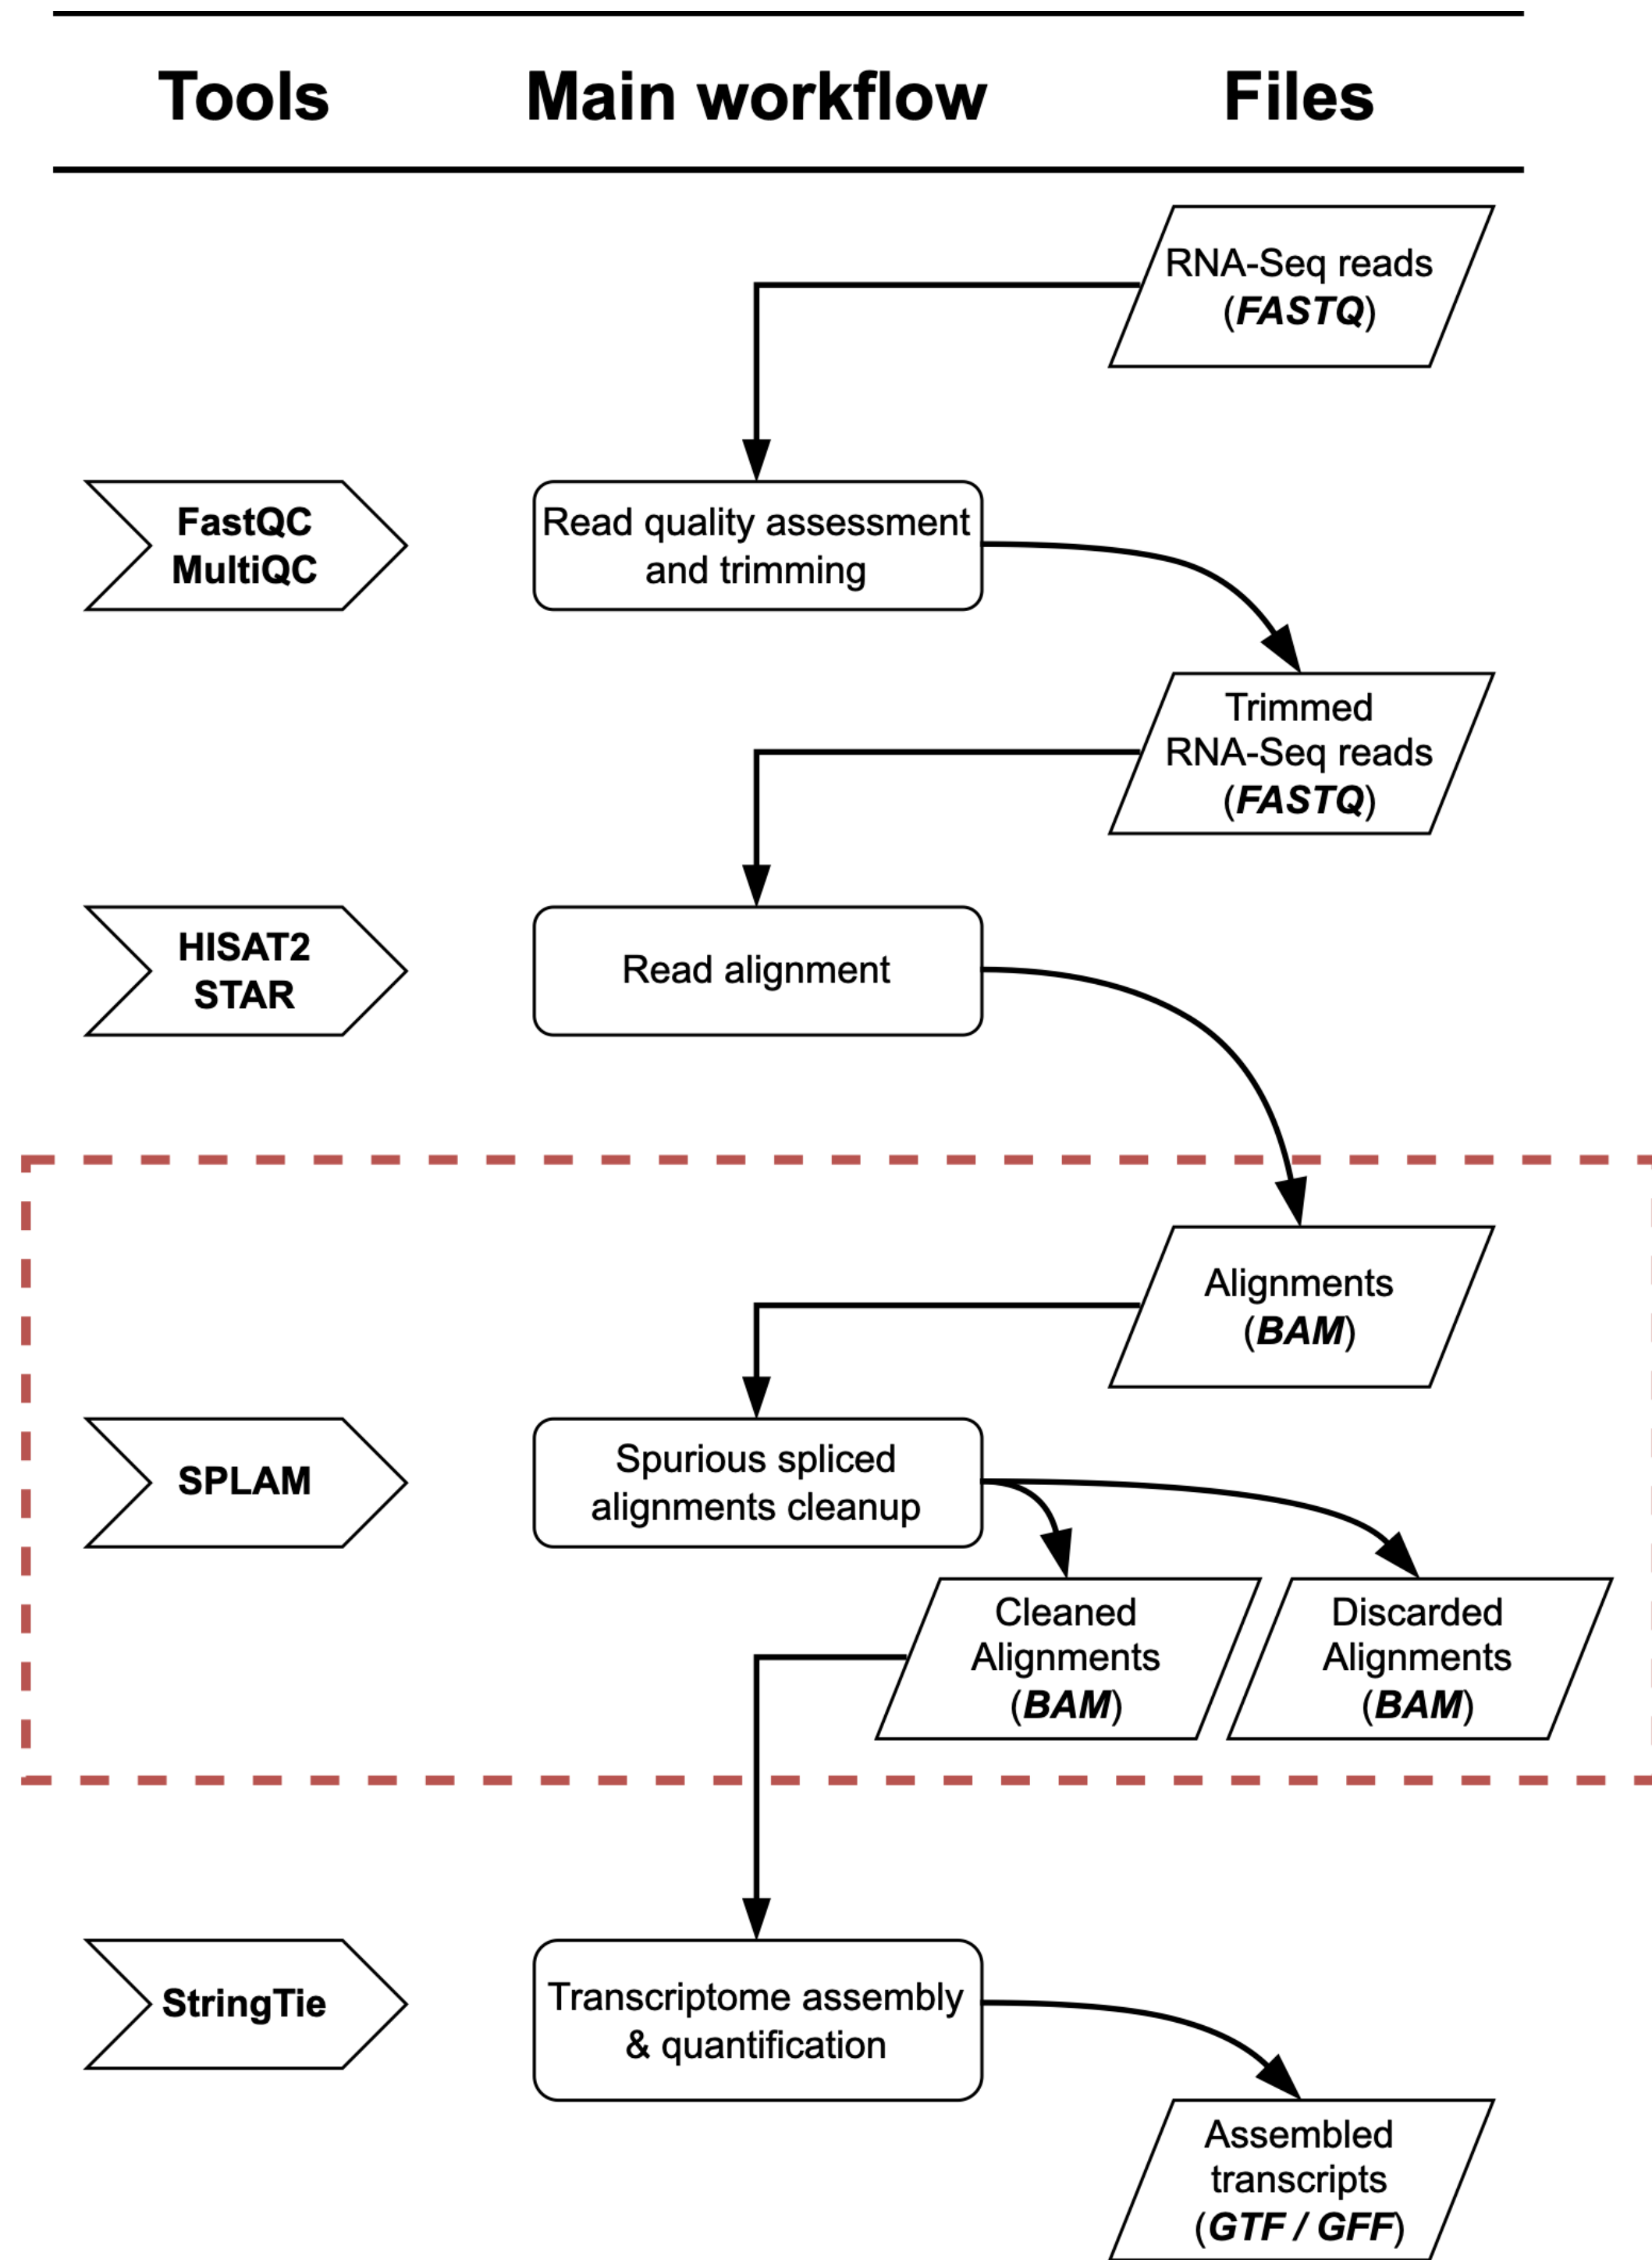 Tools
Main workflow
Files
RNA-Seq reads
(FASTQ)
FastQC
MultiQC
Read quality assessment
and trimming
Trimmed
RNA-Seq reads
(FASTQ)
HISAT2
STAR
Read alignment
Alignments
(BAM)
SPLAM
Spurious spliced
alignments cleanup
Cleaned
Alignments
(BAM)
Discarded
Alignments
(BAM)
StringTie
Transcriptome assembly
& quantification
Assembled
transcripts
(GTF / GFF)